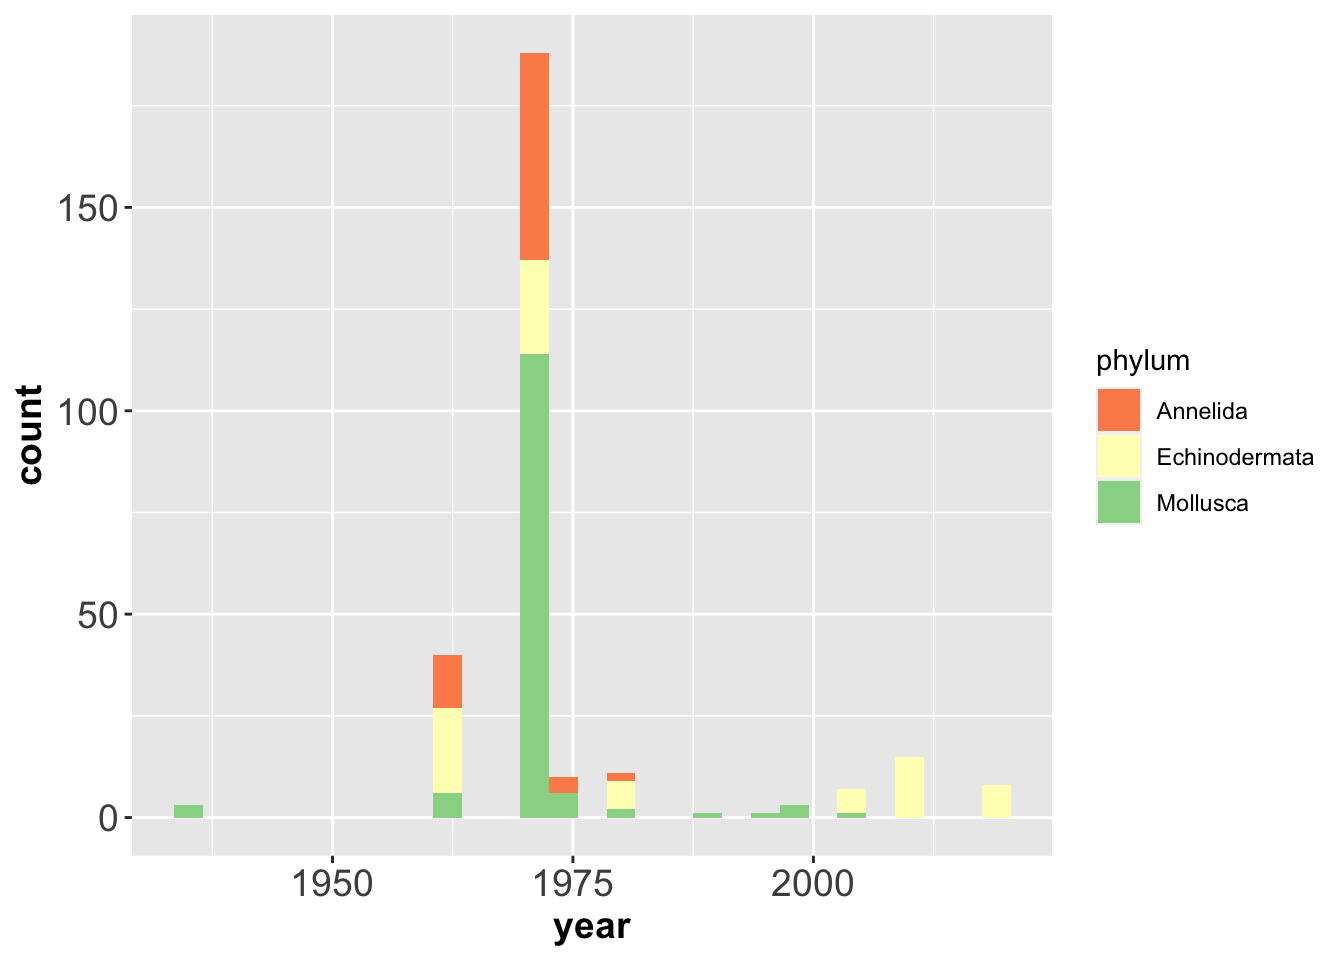 150
100
50
0
count
1950
1975
2000
year
phylum
Annelida
Echinodermata
Mollusca